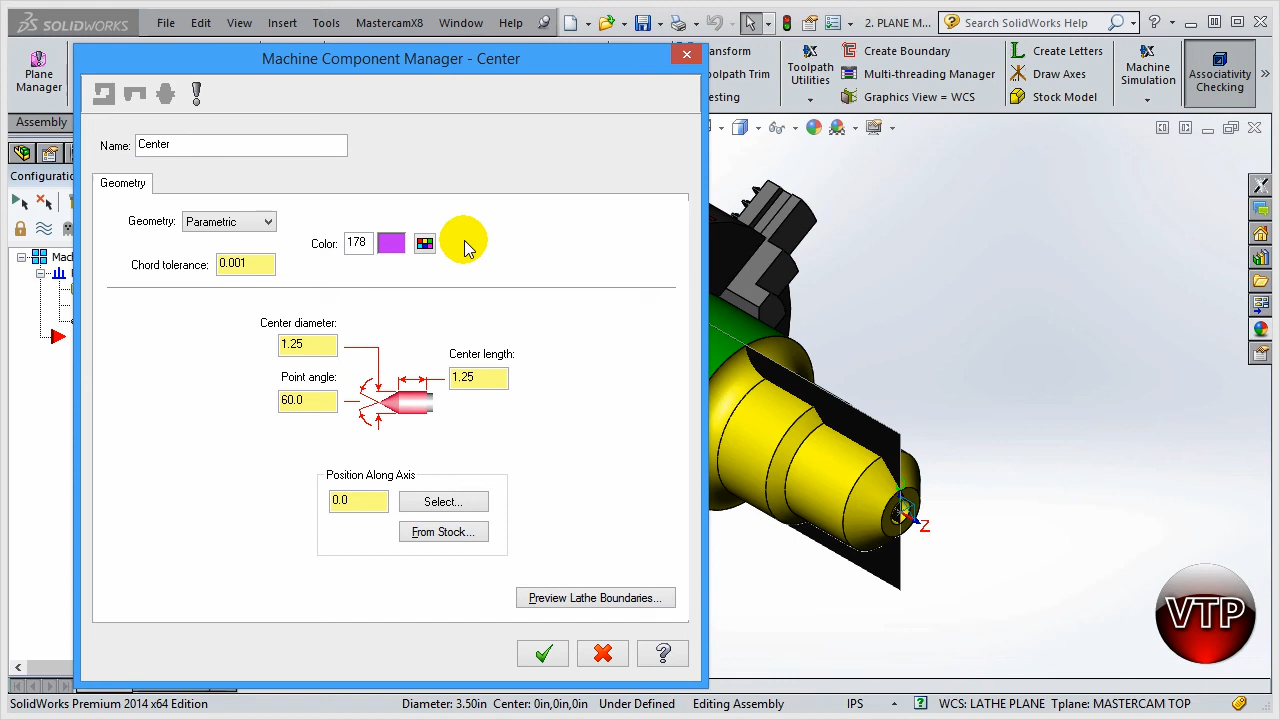 SOLIDWORKS File Edit View Insert Tools MastercamX8 Window Help 2. PLANE M... Search SolidWorks Help
Plane Manager
Transform
Toolpath Trim
Nesting
Toolpath Utilities
Create Boundary
Multi-threading Manager
Graphics View = WCS
Create Letters
Draw Axes
Stock Model
Machine Simulation
Associativity Checking
Assembly
Machine Component Manager - Center
Name: Center
Configuratio
Geometry
Geometry: Parametric
Color: 178
Chord tolerance: 0.001
Mac
Center diameter:
1.25
Center length:
1.25
Point angle:
60.0
Position Along Axis
0.0 Select...
From Stock...
Z
Preview Lathe Boundaries...
VTP
SolidWorks Premium 2014 x64 Edition Diameter: 3.50in Center: 0in,0in,0in Under Defined Editing Assembly IPS WCS: LATHE PLANE Tplane: MASTERCAM TOP